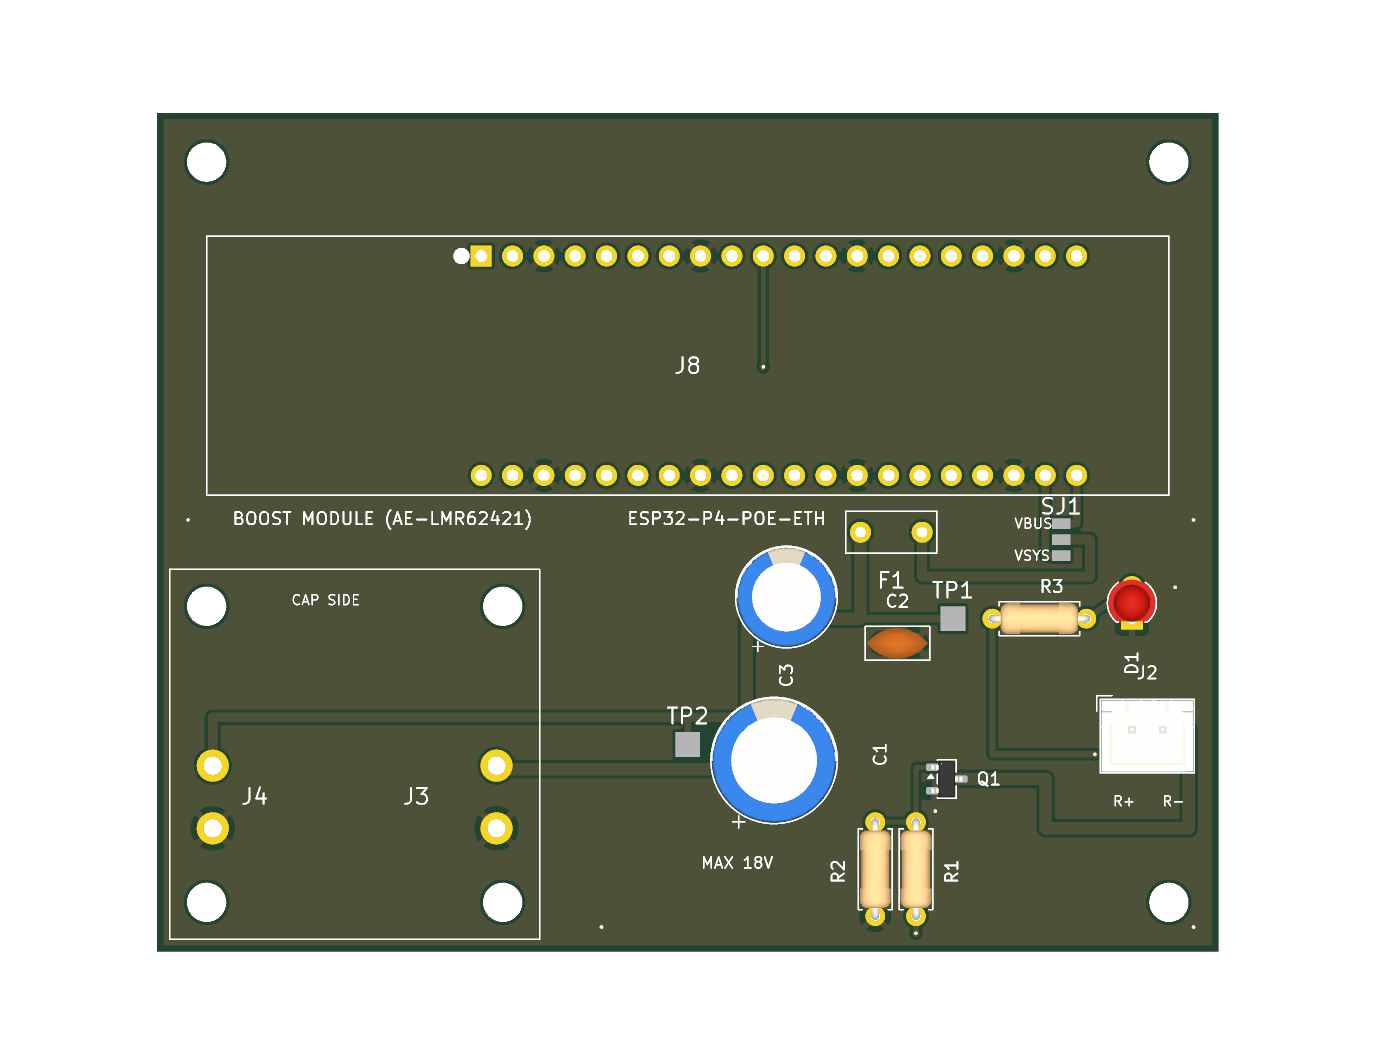 J8
SJ1
BOOST MODULE (AE-LMR62421)
ESP32-P4-POE-ETH
VBUS
VSYS
F1
C2
TP1
R3
CAP SIDE
+
C3
D1
J2
TP2
C1
Q1
J4
J3
R+
R-
+
MAX 18V
R2
R1